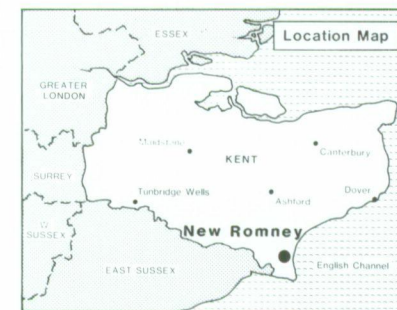 ESSEX
Location Map
GREATER
LONDON
Maidstone
KENT
Canterbury
SURREY
Tunbridge Wells
Ashford
Dover
W
SUSSEX
New Romney
EAST SUSSEX
English Channel